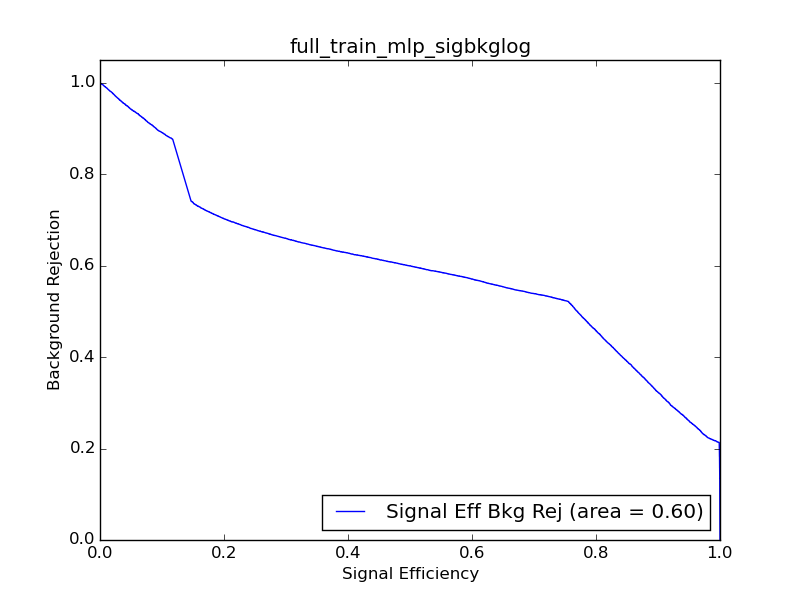 full_train_mlp_sigbkglog
1.0
0.8
0.6
0.4
0.2
0.0
Background Rejection
Signal Eff Bkg Rej (area = 0.60)
0.0 0.2 0.4 0.6 0.8 1.0
Signal Efficiency